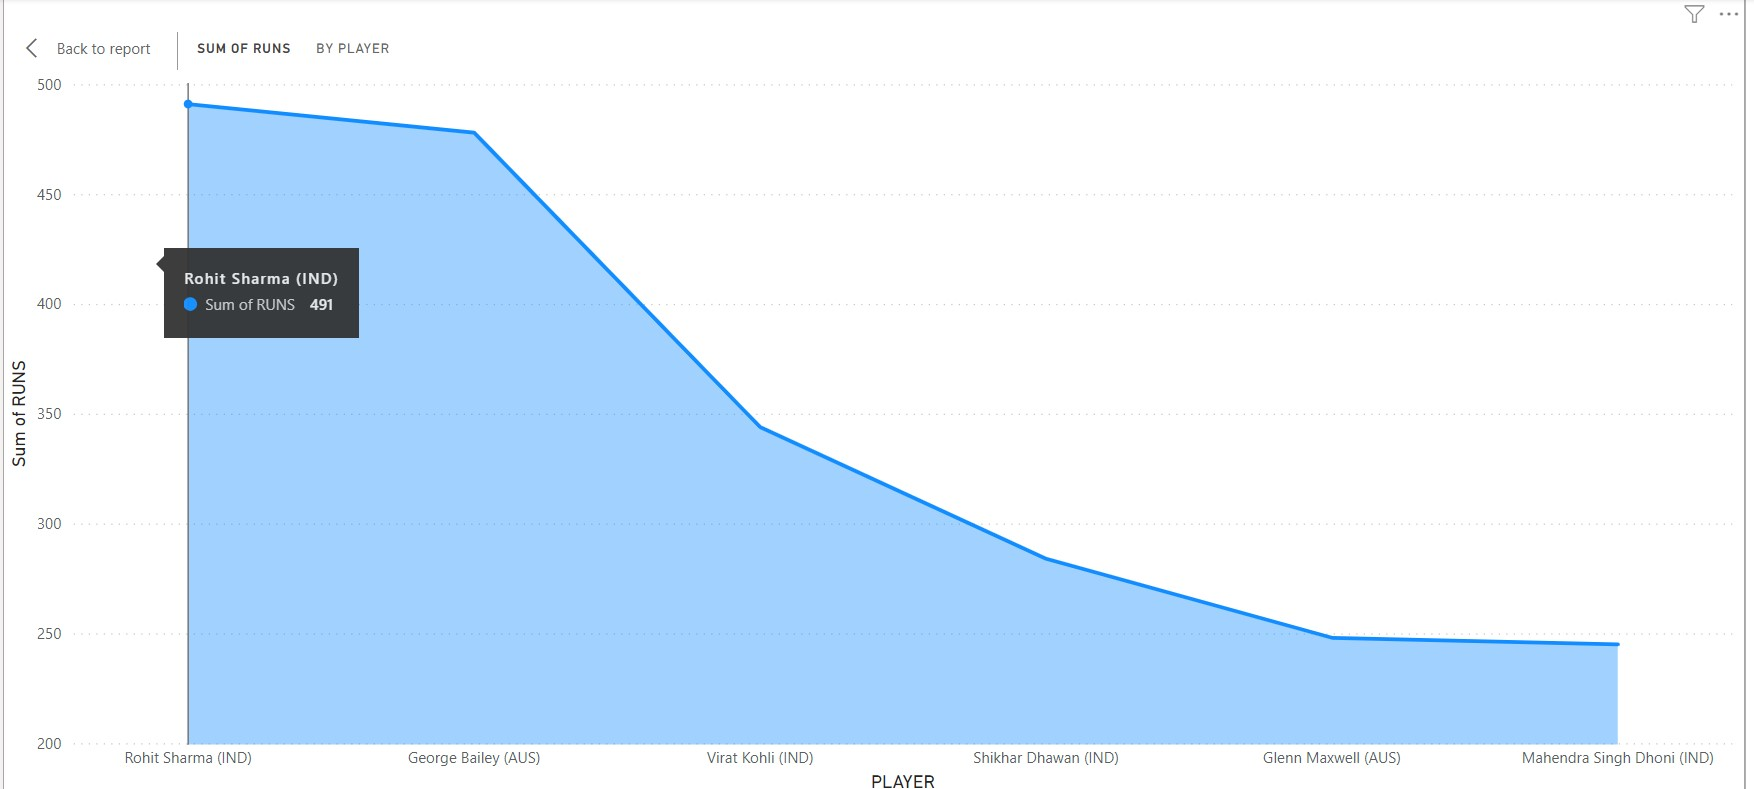 Back to report SUM OF RUNS BY PLAYER
500
450
400
350
300
250
200
Sum of RUNS
Rohit Sharma (IND)
Sum of RUNS 491
Rohit Sharma (IND) George Bailey (AUS) Virat Kohli (IND) Shikhar Dhawan (IND) Glenn Maxwell (AUS) Mahendra Singh Dhoni (IND)
PLAYER